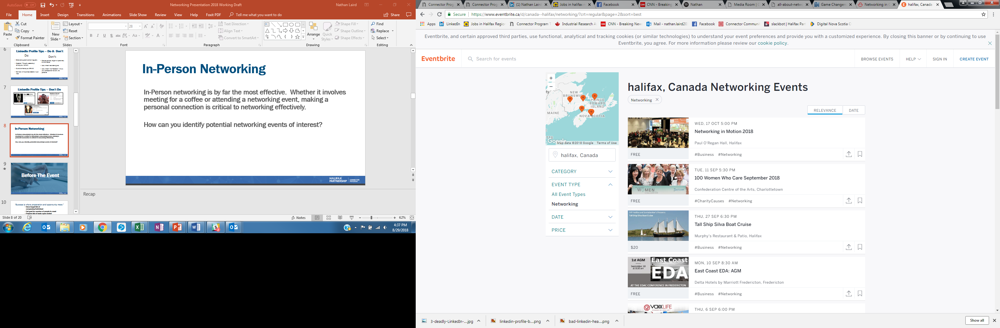 AutoSave Off
Networking Presentation 2018 Working Draft
Nathan Laird
File Home Insert Design Transitions Animations Slide Show Review View Help Foxit PDF Tell me what you want to do Share
Paste
Cut
Copy
Format Painter
Clipboard
New Slide
Layout
Reset
Section
Slides
28
Font
Text Direction
Align Text
Convert to SmartArt
Paragraph
Arrange
Quick Styles
Shape Fill
Shape Outline
Shape Effects
Drawing
Find
Replace
Select
Editing
6
LinkedIn Profile Tips – Do & Don't
Do:
Don't:
7
LinkedIn Profile Tips – Don't Do
8
In-Person Networking
9
Before The Event
10
"Success is where preparation and opportunity meet."
In-Person Networking
In-Person networking is by far the most effective. Whether it involves
meeting for a coffee or attending a networking event, making a
personal connection is critical to networking effectively.
How can you identify potential networking events of interest?
HALIFAX
PARTNERSHIP
CONNECTOR
PROGRAM
Recap
Slide 8 of 20
Notes
62%
4:37 PM
8/29/2018
Connector Prog
Connector Prog
(1) Nathan Laird
Jobs in halifax r
Facebook
CNN - Breaking
Nathan
Media Room | C
all-about-netwo
Game Changers
Networking in C
halifax, Canada
Secure https://www.eventbrite.ca/d/canada--halifax/networking/?crt=regular&page=2&sort=best
Apps LinkedIn Jobs in Halifax Regio Connector Program T Industrial Research A CNN - Breaking New Mail - nathan.laird20 Facebook Connector Communi slackbot | Halifax Par Digital Nova Scotia C
Eventbrite, and certain approved third parties, use functional, analytical and tracking cookies (or similar technologies) to understand your event preferences and provide you with a customized experience. By closing this banner or by continuing to use
Eventbrite, you agree. For more information please review our cookie policy.
Eventbrite
Search for events
BROWSE EVENTS HELP SIGN IN CREATE EVENT
NEW
BRUNSWICK
PRINCE
EDWARD
ISLAND
MAINE
NOVA SCOTIA
Google
Map data ©2018 Google Terms of Use
halifax, Canada
CATEGORY
EVENT TYPE
All Event Types
Networking
DATE
PRICE
halifax, Canada Networking Events
Networking
RELEVANCE DATE
WED, 17 OCT 5:00 PM
Networking in Motion 2018
Paul O'Regan Hall, Halifax
FREE
#Business #Networking
TUE, 11 SEP 5:30 PM
100 Women Who Care September 2018
Confederation Centre of the Arts, Charlottetown
WOMEN
FREE
#CharityCauses #Networking
Tall Ship Silva Boat Cruise
THU, 27 SEP 6:30 PM
Tall Ship Silva Boat Cruise
Murphy's Restaurant & Patio, Halifax
$20
#Business #Networking
1st AGM
September 10
at 8:30 am
East Coast
EDA
AT THE EDAC CONFERENCE IN FREDERICTON
MON, 10 SEP 8:30 AM
East Coast EDA: AGM
Delta Hotels by Marriott Fredericton, Fredericton
FREE
#Business #Networking
VOXXLIFE
THU, 6 SEP 6:00 PM
3-deadly-LinkedIn-....jpg
linkedin-profile-b....png
bad-linkedin-hea....png
Show all